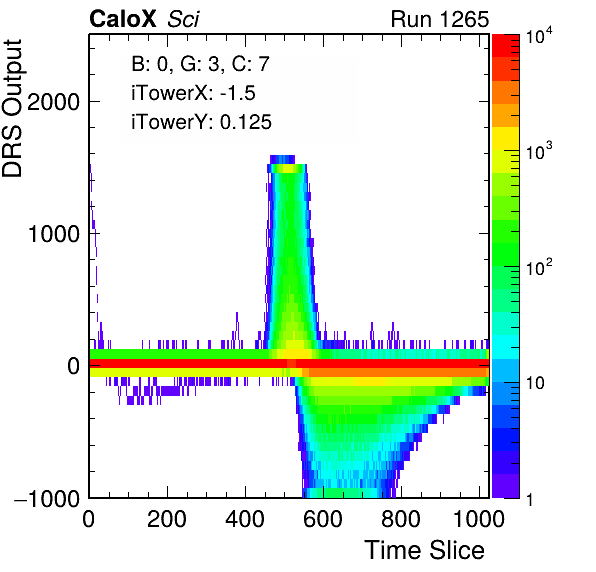 CaloX Sci Run 1265
B: 0, G: 3, C: 7
iTowerX: -1.5
iTowerY: 0.125
DRS Output
2000
1000
0
−1000
0 200 400 600 800 1000
Time Slice
10^4
10^3
10^2
10
1